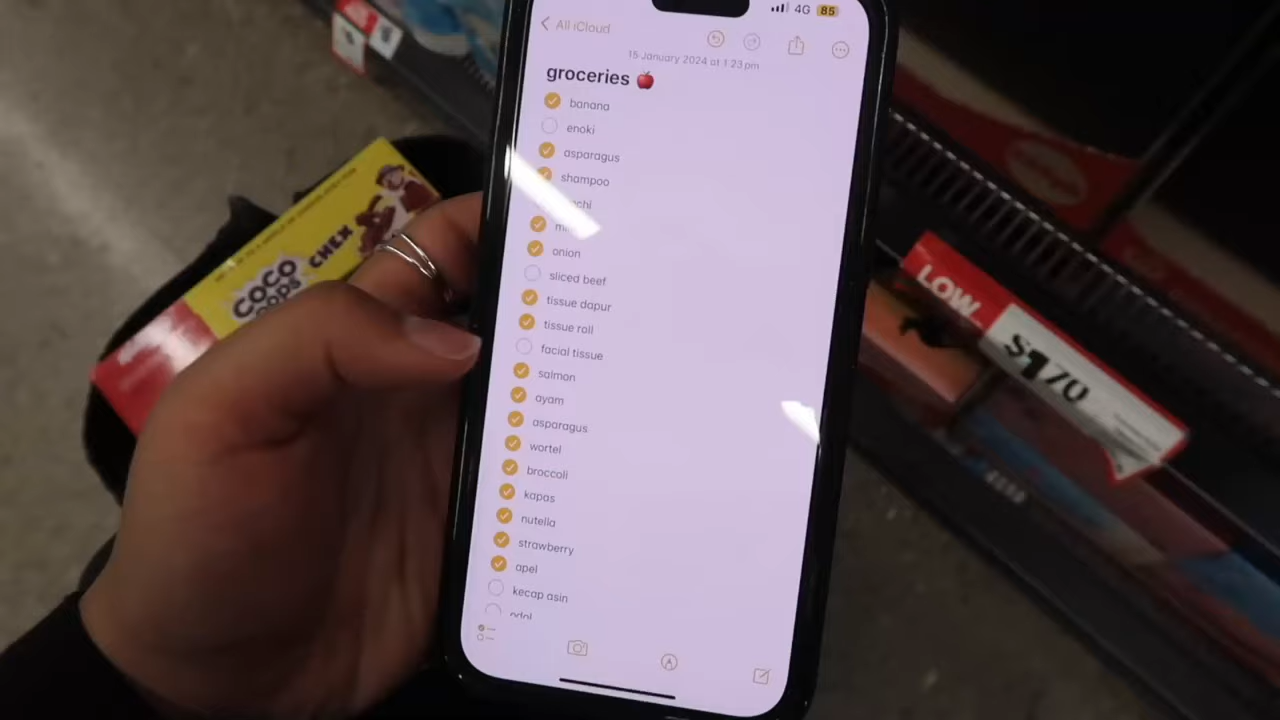 4G 85
All iCloud
15 January 2024 at 1:23 pm
groceries 🍎
banana
enoki
asparagus
shampoo
onion
sliced beef
tissue dapur
tissue roll
facial tissue
salmon
ayam
asparagus
wortel
broccoli
kapas
nutella
strawberry
apel
kecap asin
COCO
CHEX
LOW
$1.70